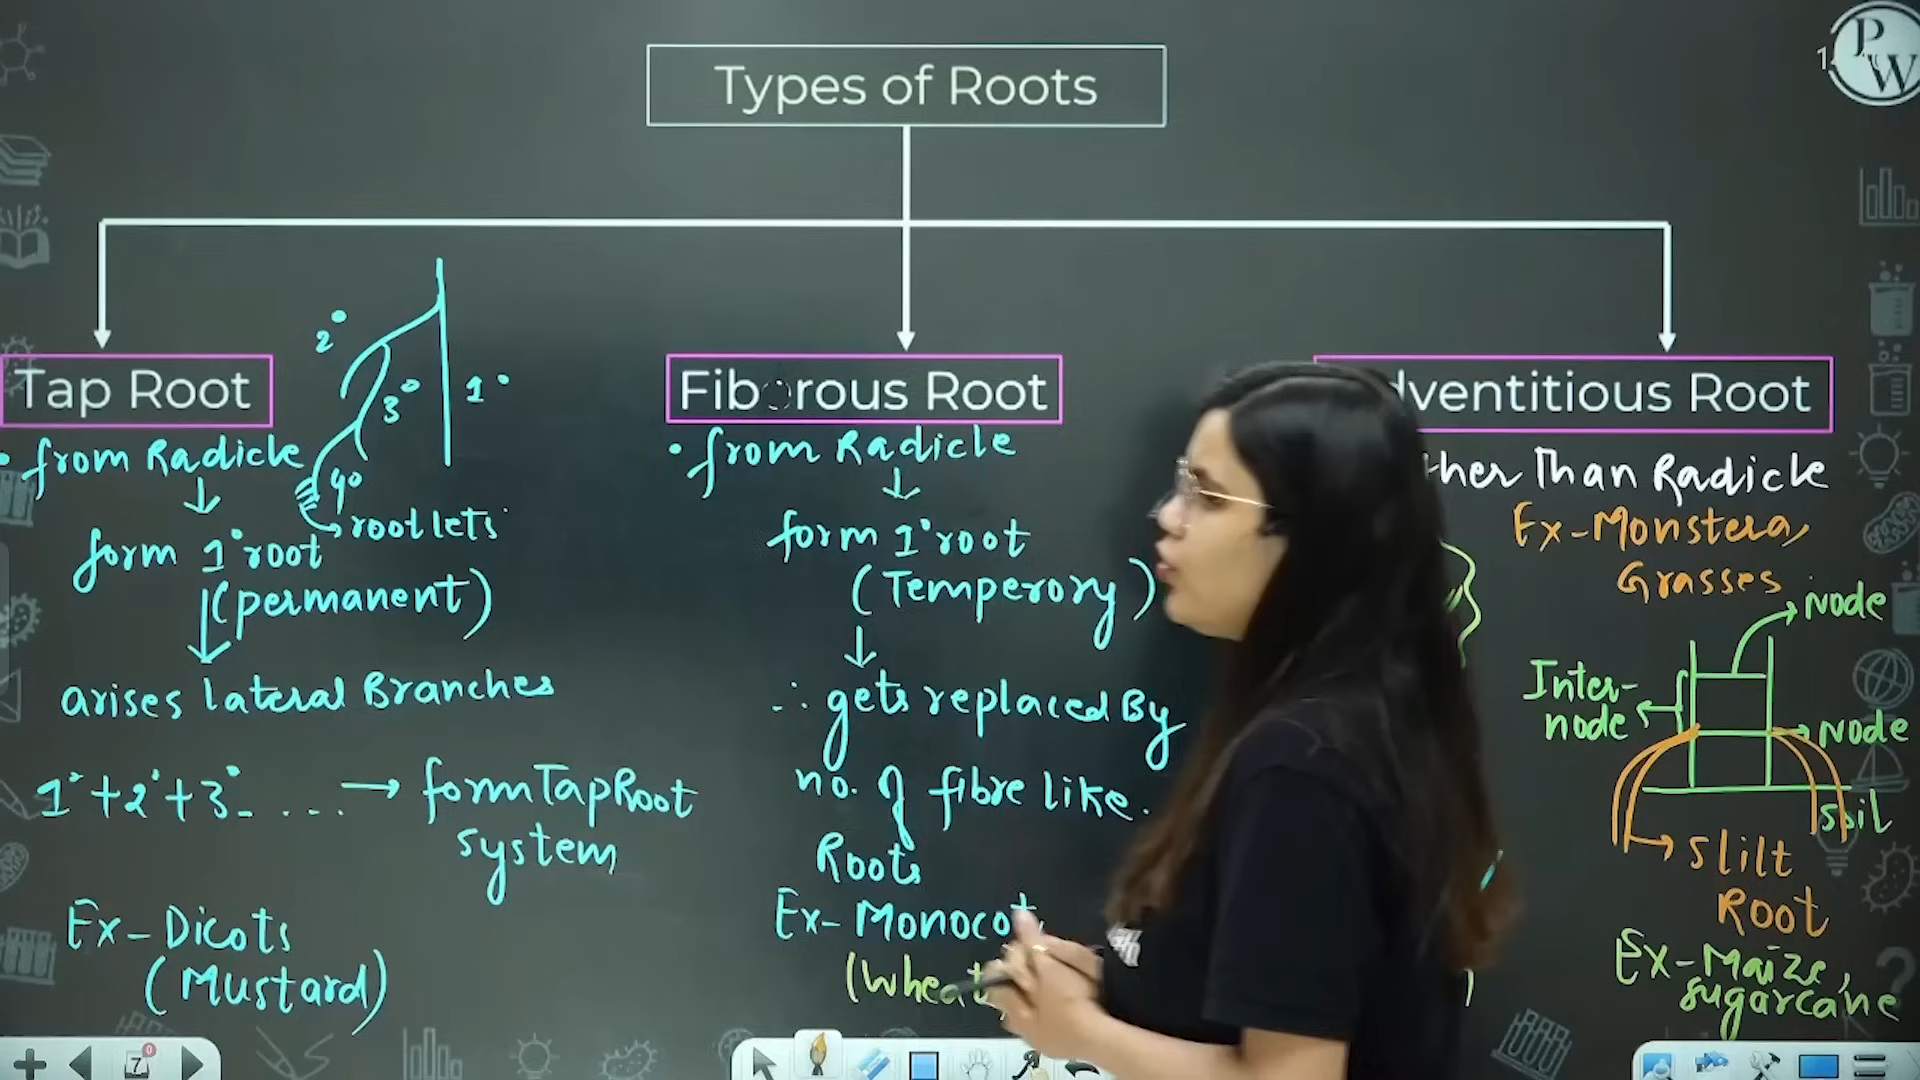 Types of Roots
PW
Tap Root
2°
3°
1°
4°
rootlets
• from Radicle
form 1° root
(permanent)
arises lateral Branches
1° + 2° + 3° - . . . → form Tap Root
system
Ex - Dicots
(Mustard)
Fibrous Root
• from Radicle
form 1° root
(Temperory)
∴ gets replaced By
no. of fibre like.
Roots
Ex - Monocot
(Wheat
dventitious Root
ther Than Radicle
Ex - Monstera,
Grasses
Node
Inter-
node
Node
Soil
Slilt
Root
Ex - Maize,
Sugarcane
7